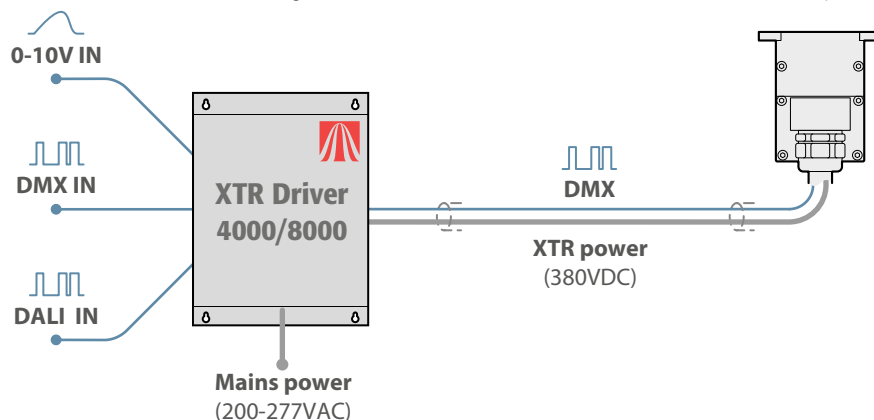 0-10V IN
DMX IN
DALI IN
XTR Driver
4000/8000
DMX
XTR power
(380VDC)
Mains power
(200-277VAC)